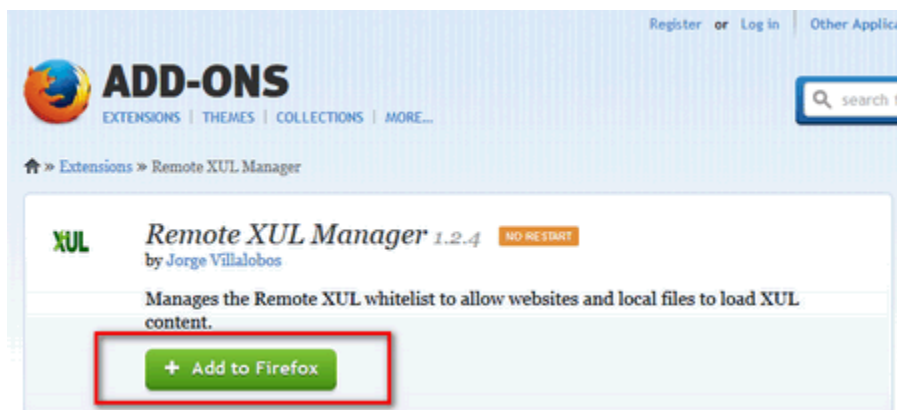 Register or Log in Other Applica
ADD-ONS
EXTENSIONS | THEMES | COLLECTIONS | MORE...
search f
» Extensions » Remote XUL Manager
XUL
Remote XUL Manager 1.2.4 NO RESTART
by Jorge Villalobos
Manages the Remote XUL whitelist to allow websites and local files to load XUL
content.
+ Add to Firefox